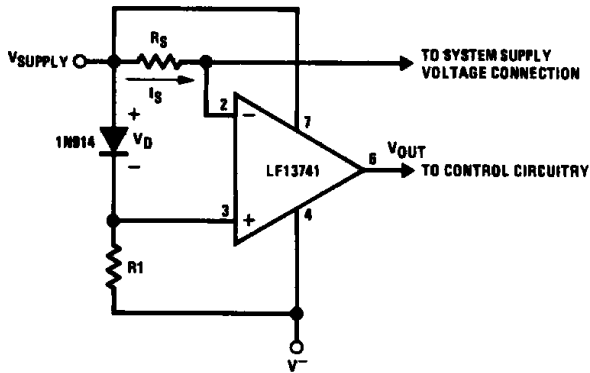 RS
VSUPPLY
TO SYSTEM SUPPLY
VOLTAGE CONNECTION
IS
2
7
+
−
1N914
VD
LF13741
6
VOUT
TO CONTROL CIRCUITRY
−
3
+
4
R1
V−